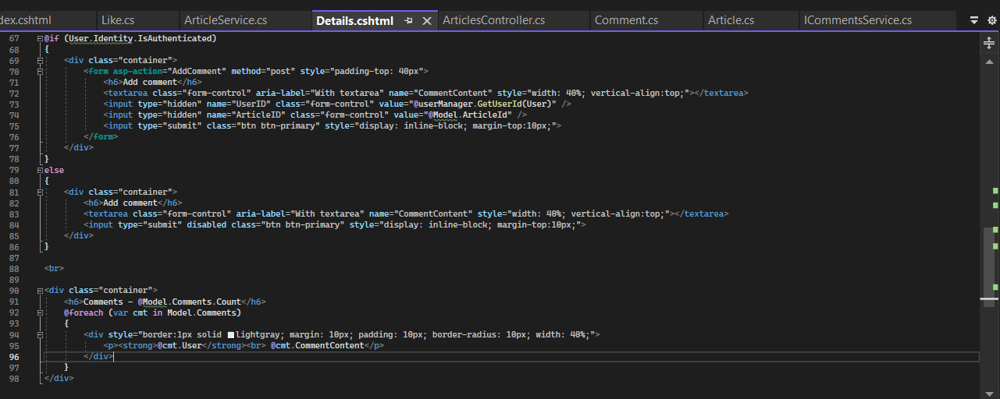 dex.cshtml Like.cs ArticleService.cs Details.cshtml ArticlesController.cs Comment.cs Article.cs ICommentsService.cs
67 @if (User.Identity.IsAuthenticated)
68 {
69 <div class="container">
70 <form asp-action="AddComment" method="post" style="padding-top: 40px">
71 <h6>Add comment</h6>
72 <textarea class="form-control" aria-label="With textarea" name="CommentContent" style="width: 40%; vertical-align:top;"></textarea>
73 <input type="hidden" name="UserID" class="form-control" value="@userManager.GetUserId(User)" />
74 <input type="hidden" name="ArticleID" class="form-control" value="@Model.ArticleId" />
75 <input type="submit" class="btn btn-primary" style="display: inline-block; margin-top:10px;">
76 </form>
77 </div>
78 }
79 else
80 {
81 <div class="container">
82 <h6>Add comment</h6>
83 <textarea class="form-control" aria-label="With textarea" name="CommentContent" style="width: 40%; vertical-align:top;"></textarea>
84 <input type="submit" disabled class="btn btn-primary" style="display: inline-block; margin-top:10px;">
85 </div>
86 }
87
88 <br>
89
90 <div class="container">
91 <h6>Comments - @Model.Comments.Count</h6>
92 @foreach (var cmt in Model.Comments)
93 {
94 <div style="border:1px solid lightgray; margin: 10px; padding: 10px; border-radius: 10px; width: 40%;">
95 <p><strong>@cmt.User</strong><br> @cmt.CommentContent</p>
96 </div>
97 }
98 </div>